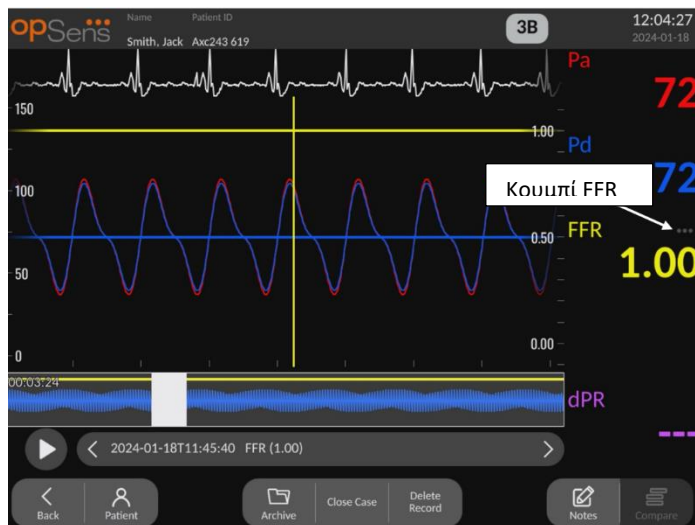 opSens
Name Patient ID
Smith, Jack Axc243 619
3B
12:04:27
2024-01-18
Pa
72
150
1.00
Pd
72
Κουμπί FFR
100
0.50
FFR
1.00
50
0.00
0
00:03:24
dPR
---
2024-01-18T11:45:40 FFR (1.00)
Back Patient Archive Close Case Delete Record Notes Compare